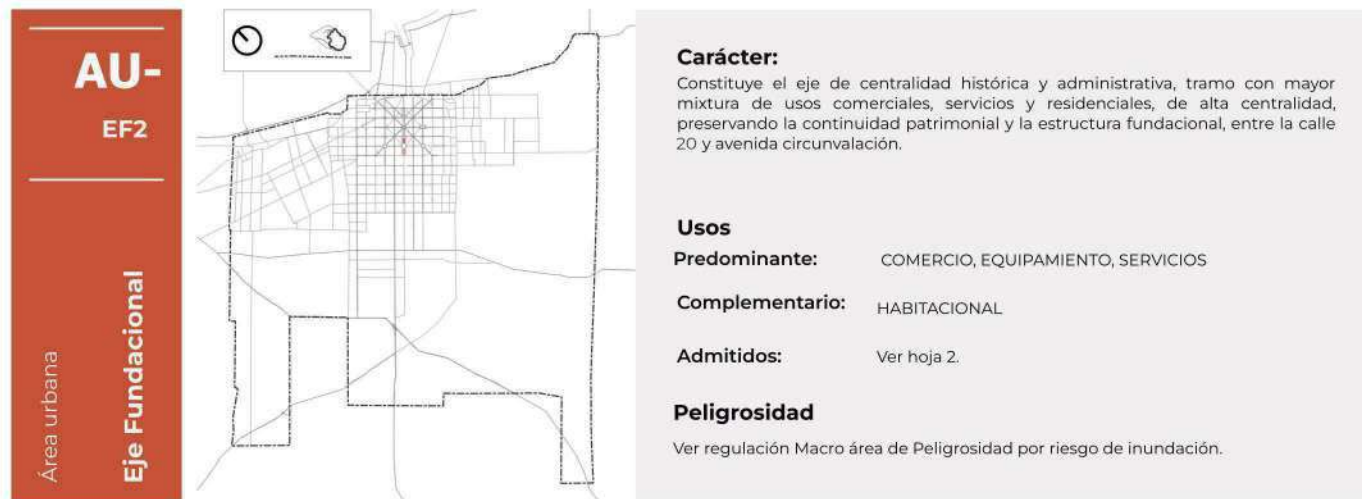 AU-
EF2
Área urbana
Eje Fundacional
Carácter:
Constituye el eje de centralidad histórica y administrativa, tramo con mayor
mixtura de usos comerciales, servicios y residenciales, de alta centralidad,
preservando la continuidad patrimonial y la estructura fundacional, entre la calle
20 y avenida circunvalación.
Usos
Predominante: COMERCIO, EQUIPAMIENTO, SERVICIOS
Complementario: HABITACIONAL
Admitidos: Ver hoja 2.
Peligrosidad
Ver regulación Macro área de Peligrosidad por riesgo de inundación.